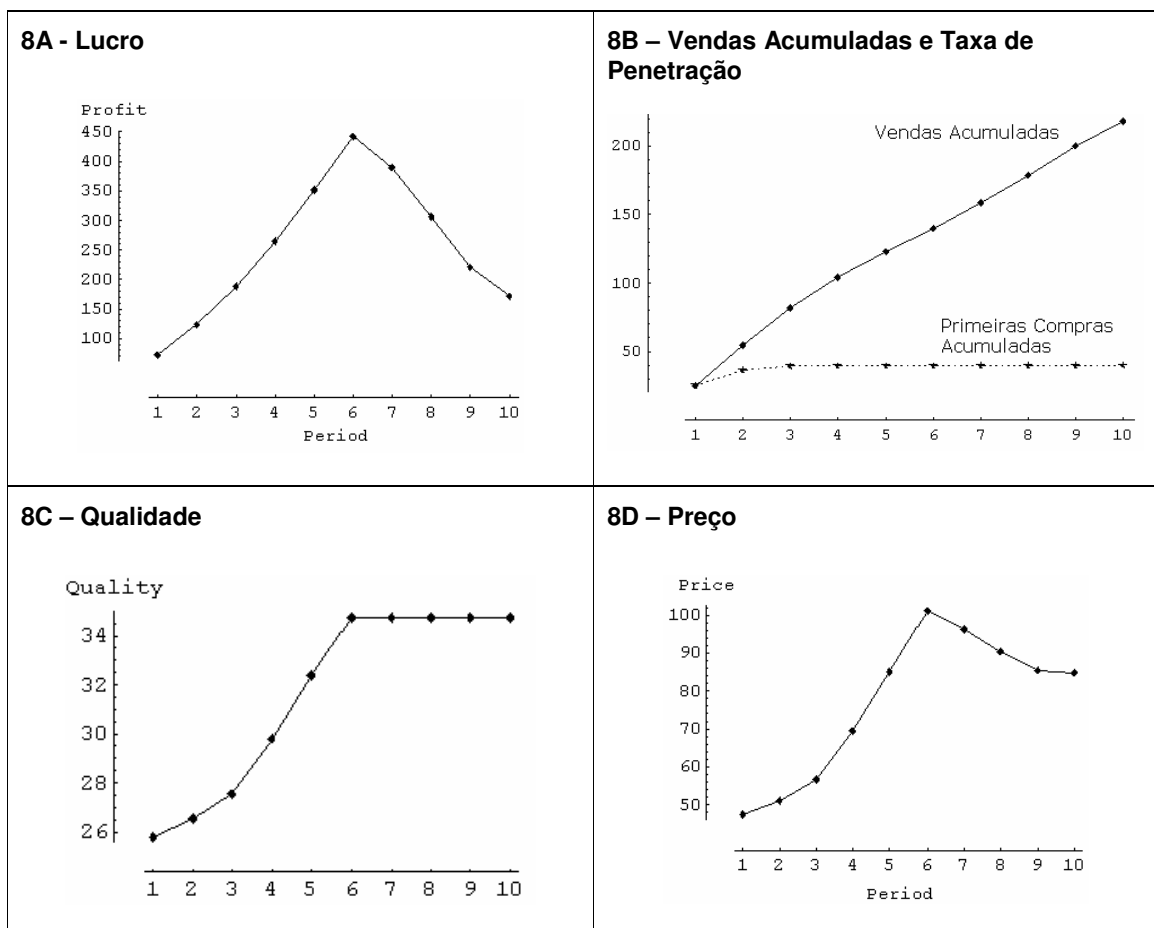 8A - Lucro
Profit
450
400
350
300
250
200
150
100
1 2 3 4 5 6 7 8 9 10
Period
8B – Vendas Acumuladas e Taxa de
Penetração
Vendas Acumuladas
200
150
100
50
Primeiras Compras
Acumuladas
1 2 3 4 5 6 7 8 9 10
8C – Qualidade
Quality
34
32
30
28
26
1 2 3 4 5 6 7 8 9 10
8D – Preço
Price
100
90
80
70
60
50
1 2 3 4 5 6 7 8 9 10
Period